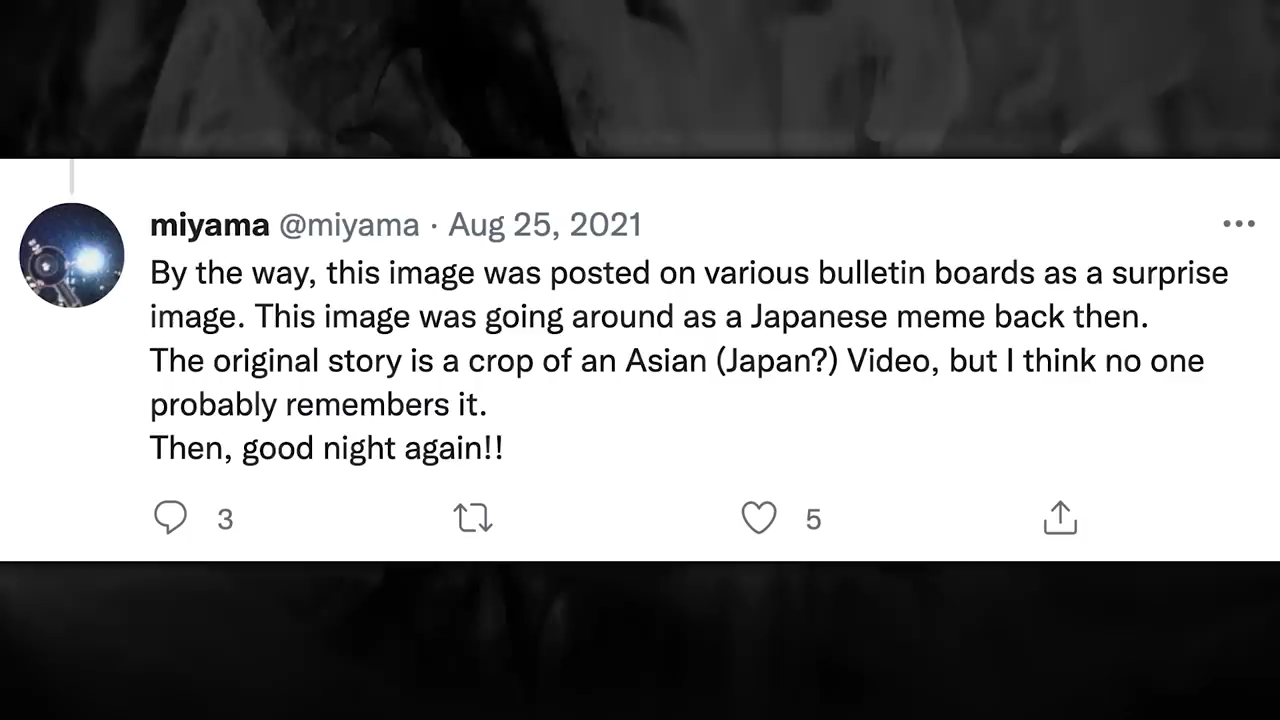 miyama @miyama · Aug 25, 2021
By the way, this image was posted on various bulletin boards as a surprise
image. This image was going around as a Japanese meme back then.
The original story is a crop of an Asian (Japan?) Video, but I think no one
probably remembers it.
Then, good night again!!
3 5